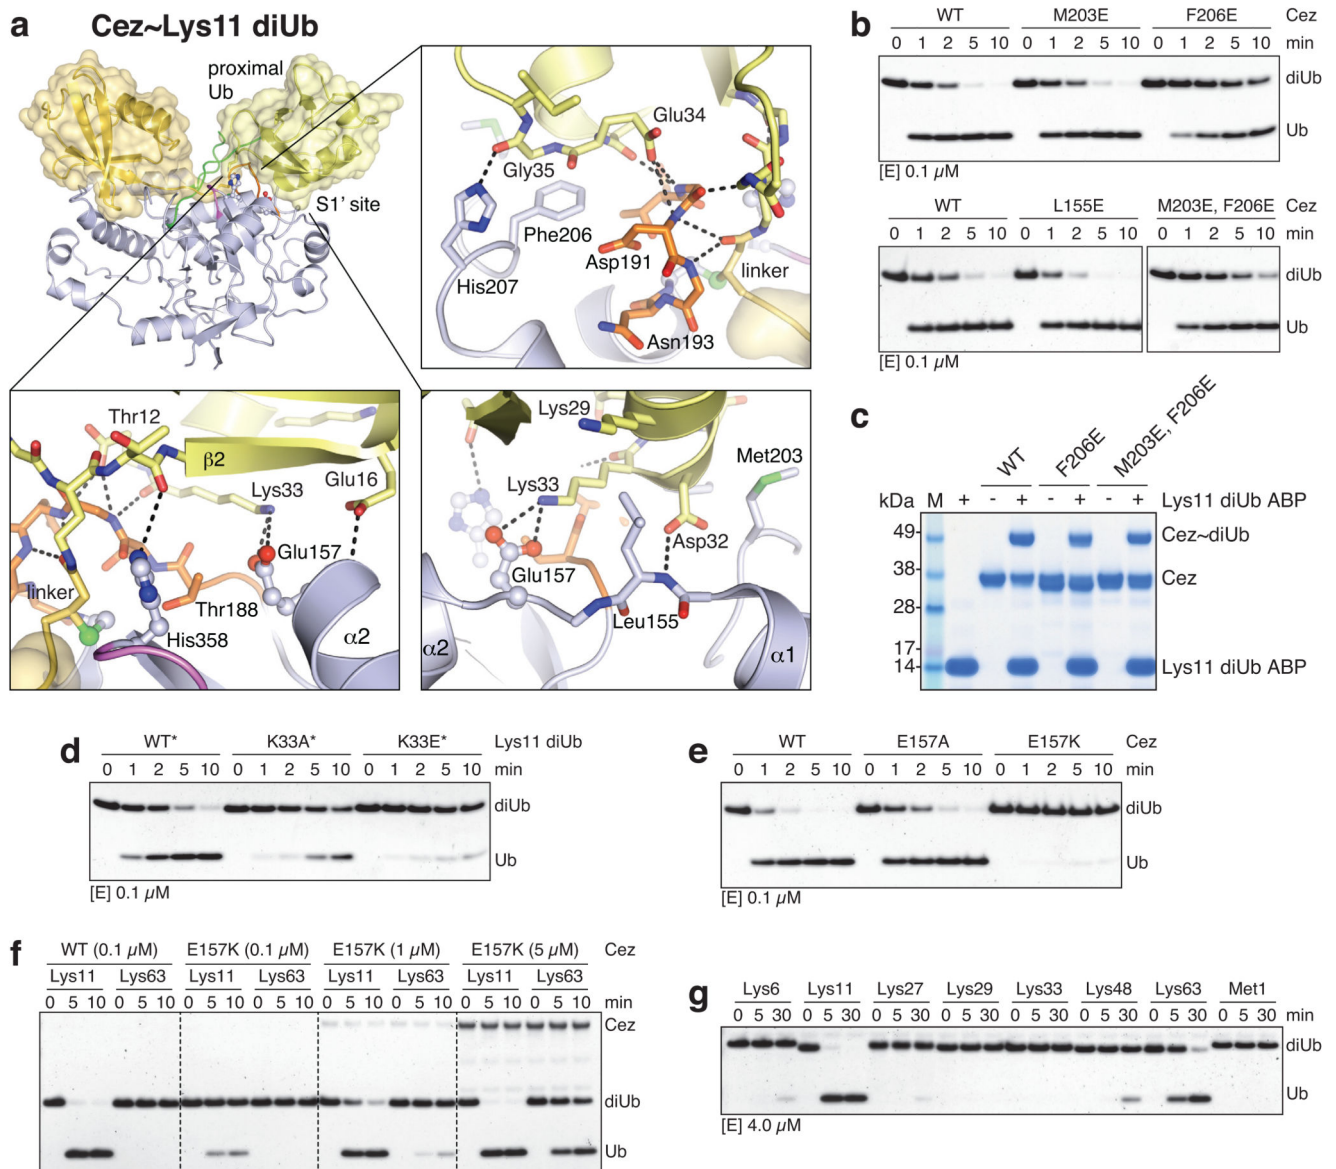 a Cez~Lys11 diUb
proximal
Ub
S1' site
Glu34
Gly35
Phe206
Asp191
His207
linker
Asn193
Thr12
β2
Glu16
Lys33
Glu157
linker
Thr188
His358
α2
Lys29
Met203
Lys33
Asp32
Glu157
Leu155
α2
α1
b WT M203E F206E Cez
0 1 2 5 10 0 1 2 5 10 0 1 2 5 10 min
diUb
Ub
[E] 0.1 µM
WT L155E M203E, F206E Cez
0 1 2 5 10 0 1 2 5 10 0 1 2 5 10 min
diUb
Ub
[E] 0.1 µM
c WT F206E M203E, F206E
kDa M + - + - + - + Lys11 diUb ABP
49- Cez~diUb
38- Cez
28-
17-
14- Lys11 diUb ABP
d WT* K33A* K33E* Lys11 diUb
0 1 2 5 10 0 1 2 5 10 0 1 2 5 10 min
diUb
Ub
[E] 0.1 µM
e WT E157A E157K Cez
0 1 2 5 10 0 1 2 5 10 0 1 2 5 10 min
diUb
Ub
[E] 0.1 µM
f WT (0.1 µM) E157K (0.1 µM) E157K (1 µM) E157K (5 µM) Cez
Lys11 Lys63 Lys11 Lys63 Lys11 Lys63 Lys11 Lys63
0 5 10 0 5 10 0 5 10 0 5 10 0 5 10 0 5 10 0 5 10 0 5 10 min
Cez
diUb
Ub
g Lys6 Lys11 Lys27 Lys29 Lys33 Lys48 Lys63 Met1
0 5 30 0 5 30 0 5 30 0 5 30 0 5 30 0 5 30 0 5 30 0 5 30 min
diUb
Ub
[E] 4.0 µM